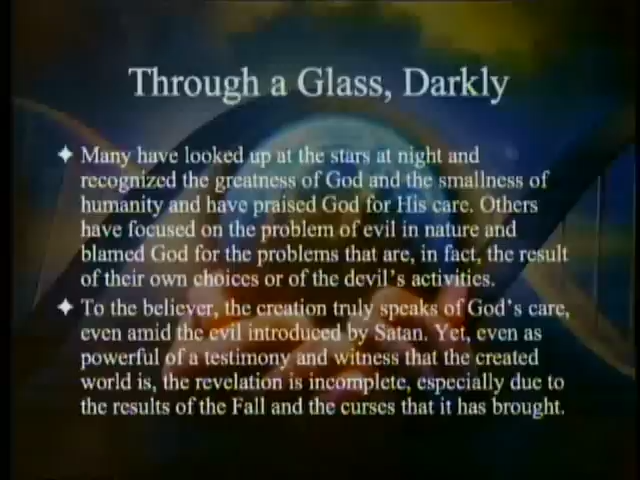 Through a Glass, Darkly
✦ Many have looked up at the stars at night and
recognized the greatness of God and the smallness of
humanity and have praised God for His care. Others
have focused on the problem of evil in nature and
blamed God for the problems that are, in fact, the result
of their own choices or of the devil's activities.
✦ To the believer, the creation truly speaks of God's care,
even amid the evil introduced by Satan. Yet, even as
powerful of a testimony and witness that the created
world is, the revelation is incomplete, especially due to
the results of the Fall and the curses that it has brought.